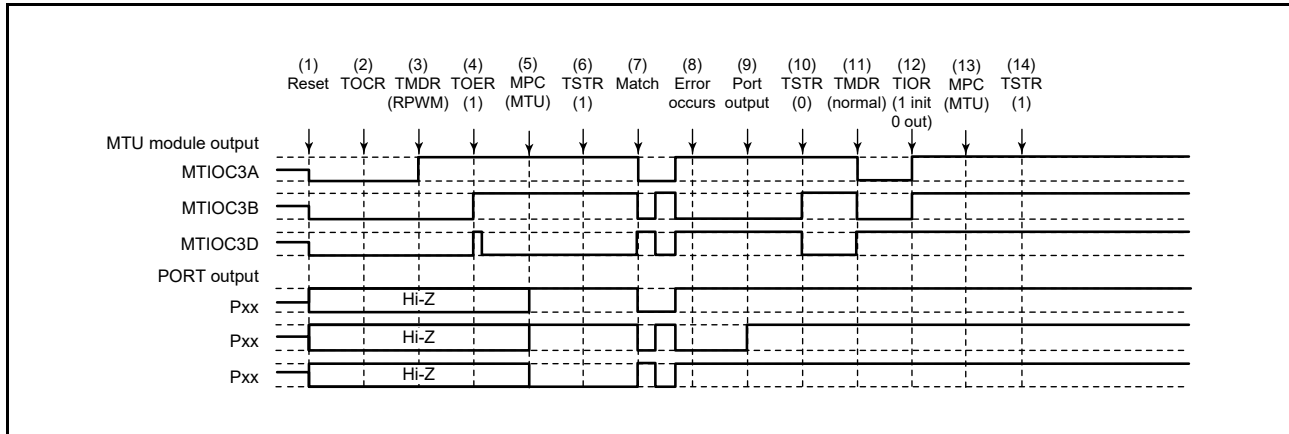 (1) (2) (3) (4) (5) (6) (7) (8) (9) (10) (11) (12) (13) (14)
Reset TOCR TMDR TOER MPC TSTR Match Error Port TSTR TMDR TIOR MPC TSTR
(RPWM) (1) (MTU) (1) occurs output (0) (normal) (1 init (MTU) (1)
0 out)
MTU module output
MTIOC3A
MTIOC3B
MTIOC3D
PORT output
Pxx Hi-Z
Pxx Hi-Z
Pxx Hi-Z